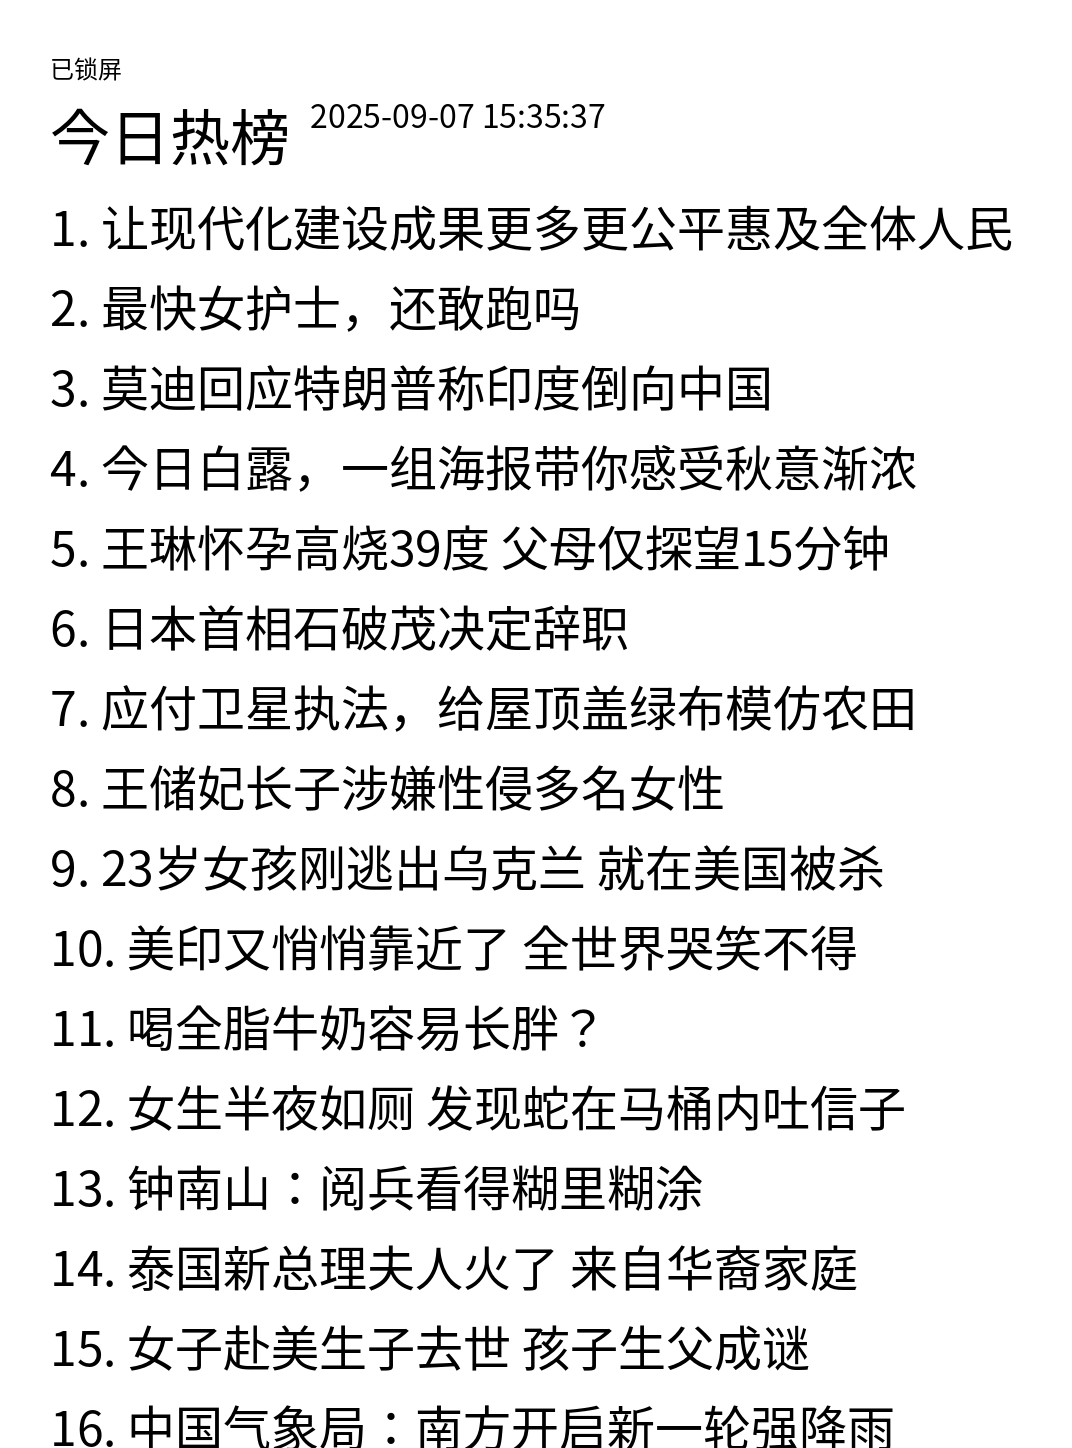 已锁屏
今日热榜 2025-09-07 15:35:37
1. 让现代化建设成果更多更公平惠及全体人民
2. 最快女护士，还敢跑吗
3. 莫迪回应特朗普称印度倒向中国
4. 今日白露，一组海报带你感受秋意渐浓
5. 王琳怀孕高烧39度 父母仅探望15分钟
6. 日本首相石破茂决定辞职
7. 应付卫星执法，给屋顶盖绿布模仿农田
8. 王储妃长子涉嫌性侵多名女性
9. 23岁女孩刚逃出乌克兰 就在美国被杀
10. 美印又悄悄靠近了 全世界哭笑不得
11. 喝全脂牛奶容易长胖？
12. 女生半夜如厕 发现蛇在马桶内吐信子
13. 钟南山：阅兵看得糊里糊涂
14. 泰国新总理夫人火了 来自华裔家庭
15. 女子赴美生子去世 孩子生父成谜
16. 中国气象局：南方开启新一轮强降雨